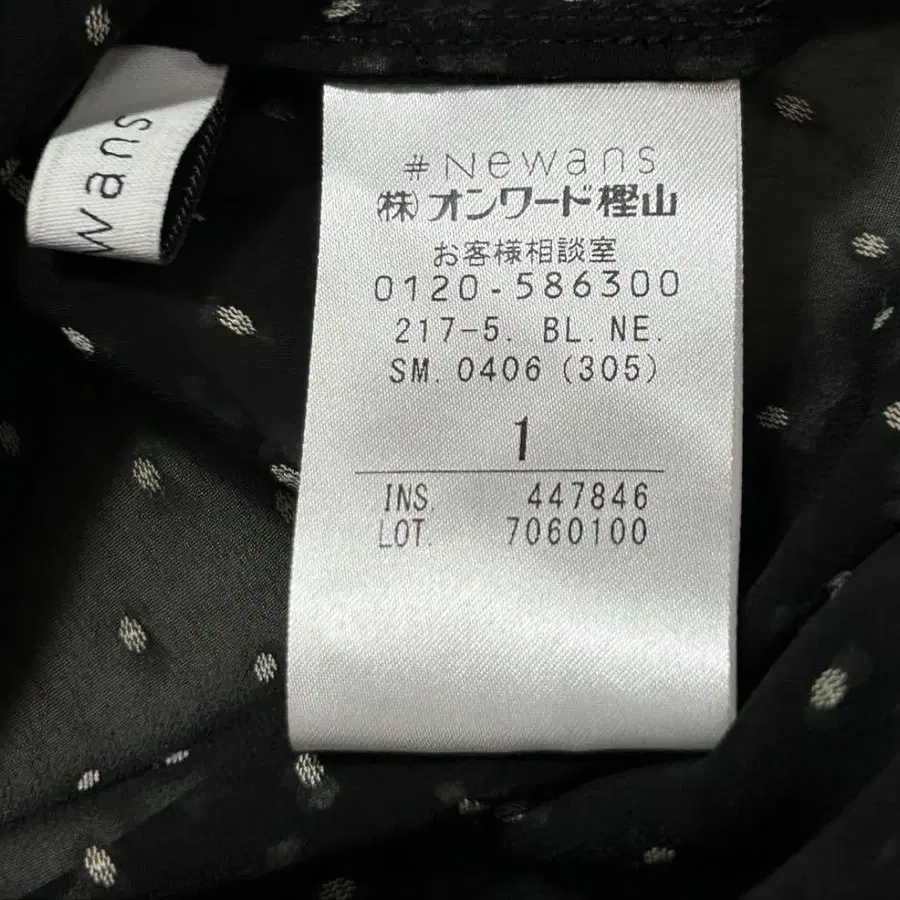 wans
#Newans
(株)オンワード樫山
お客様相談室
0120-586300
217-5. BL. NE.
SM. 0406 (305)
1
INS. 447846
LOT. 7060100